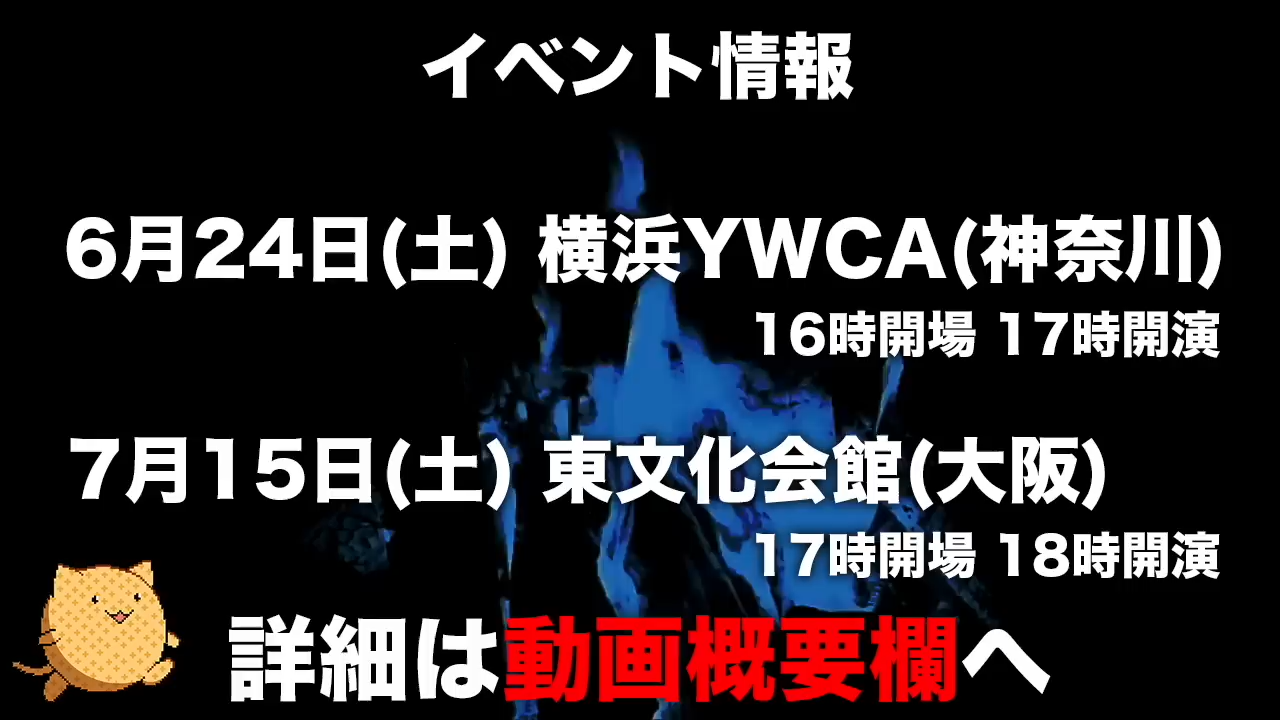 イベント情報
6月24日(土) 横浜YWCA(神奈川)
16時開場 17時開演
7月15日(土) 東文化会館(大阪)
17時開場 18時開演
詳細は動画概要欄へ